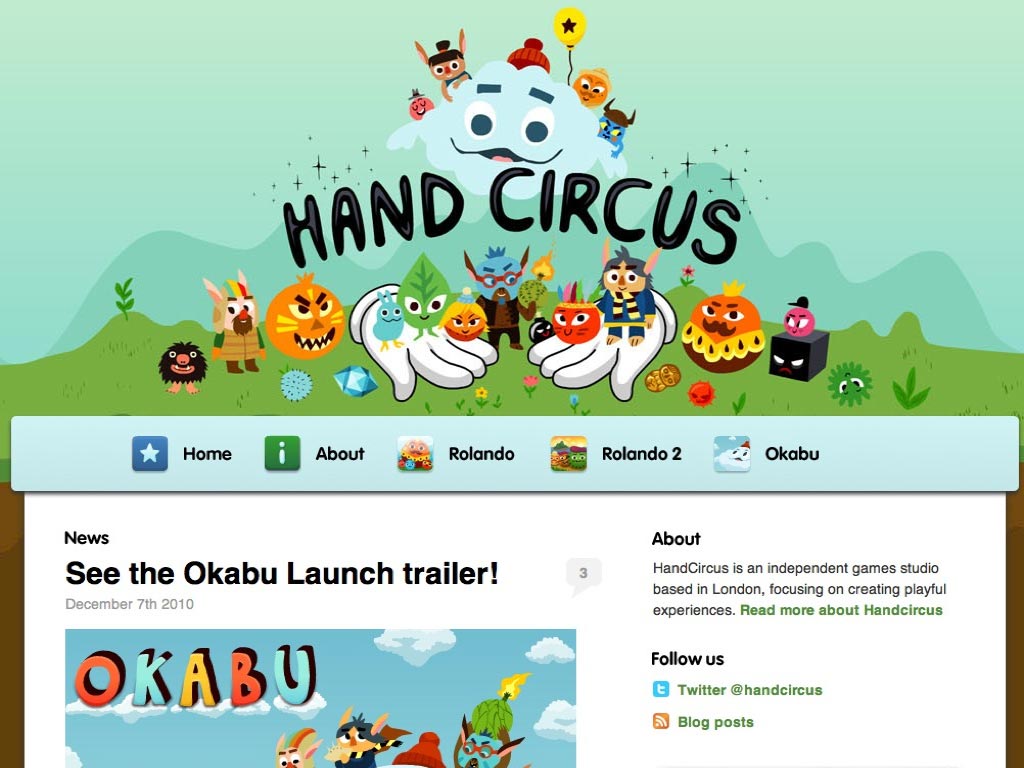 HAND CIRCUS
Home
About
Rolando
Rolando 2
Okabu
News
See the Okabu Launch trailer!
3
December 7th 2010
OKABU
About
HandCircus is an independent games studio
based in London, focusing on creating playful
experiences. Read more about Handcircus
Follow us
Twitter @handcircus
Blog posts